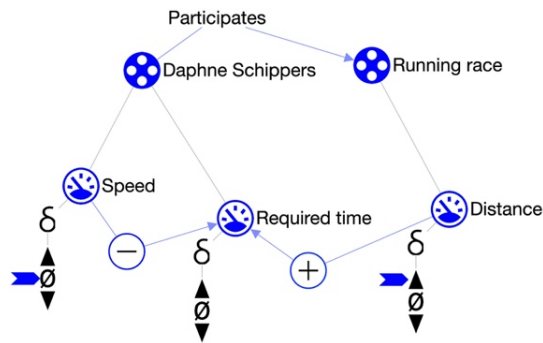 Participates
Daphne Schippers
Running race
Speed
Required time
Distance
δ
δ
δ
−
+
Ø
Ø
Ø